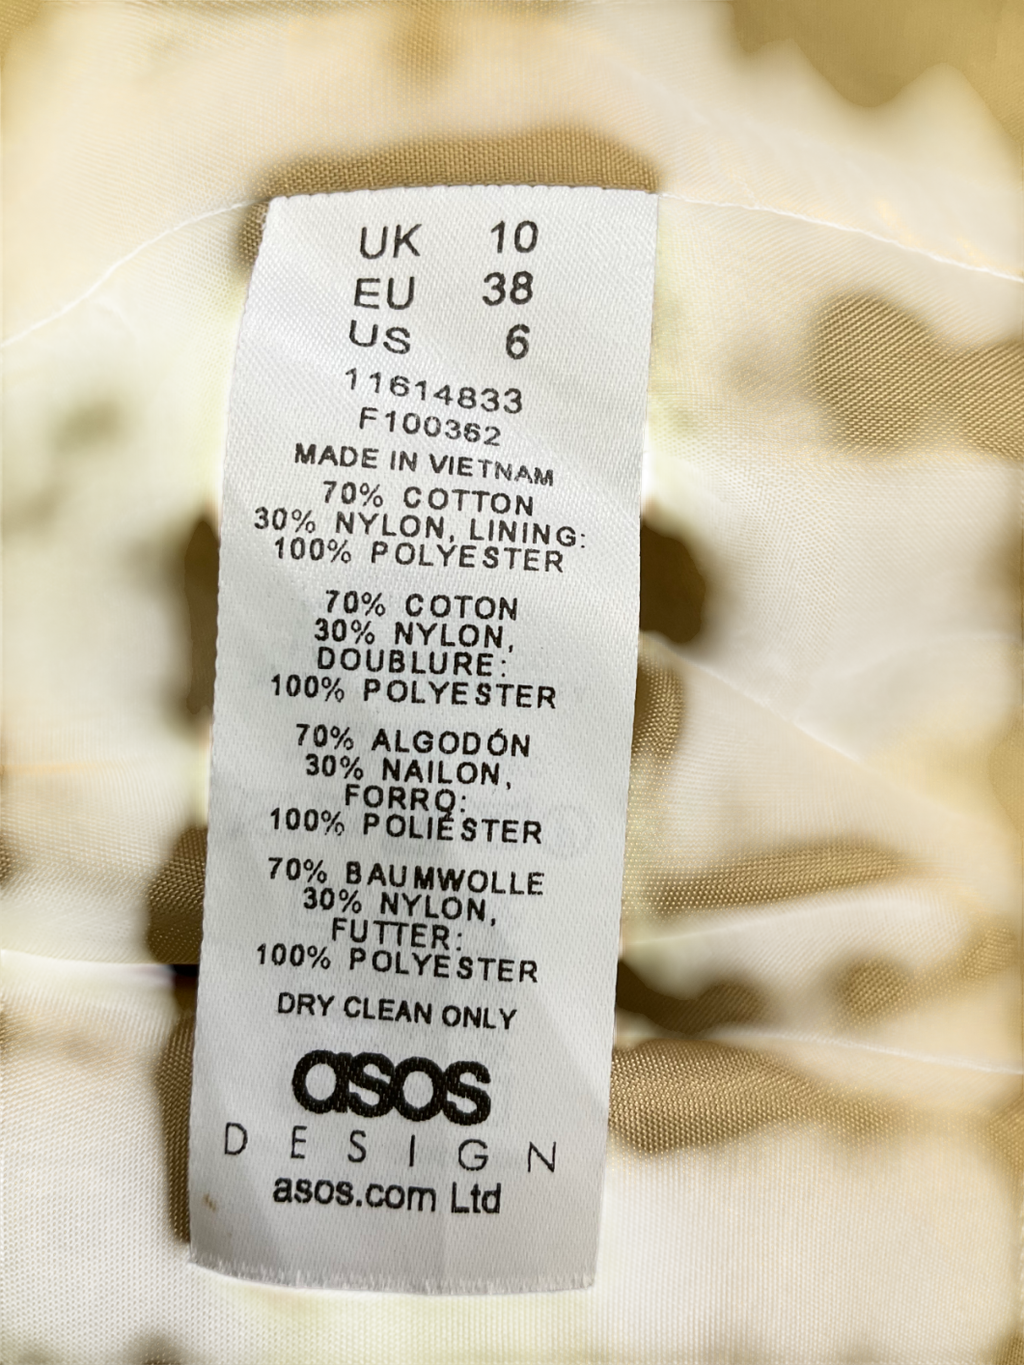 UK 10
EU 38
US 6
11614833
F100362
MADE IN VIETNAM
70% COTTON
30% NYLON, LINING:
100% POLYESTER
70% COTON
30% NYLON,
DOUBLURE:
100% POLYESTER
70% ALGODÓN
30% NAILON,
FORRO:
100% POLIÉSTER
70% BAUMWOLLE
30% NYLON,
FUTTER:
100% POLYESTER
DRY CLEAN ONLY
asos
DESIGN
asos.com Ltd